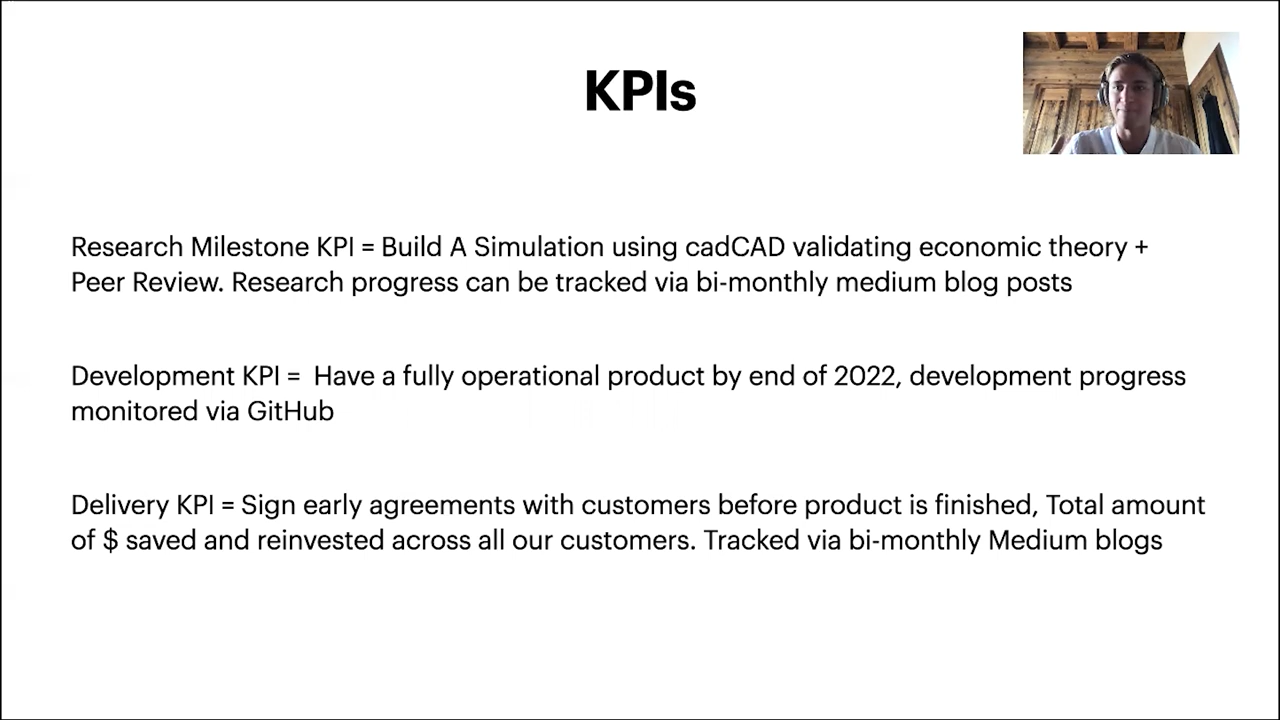 KPIs
Research Milestone KPI = Build A Simulation using cadCAD validating economic theory +
Peer Review. Research progress can be tracked via bi-monthly medium blog posts
Development KPI =  Have a fully operational product by end of 2022, development progress
monitored via GitHub
Delivery KPI = Sign early agreements with customers before product is finished, Total amount
of $ saved and reinvested across all our customers. Tracked via bi-monthly Medium blogs